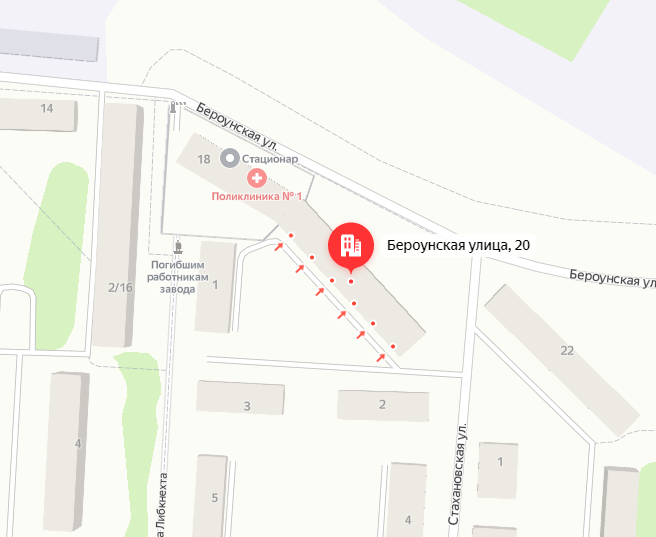 14
Бероунская ул.
18
Стационар
Поликлиника № 1
Бероунская улица, 20
Погибшим
работникам
завода
2/16
1
Бероунская ул
22
3
2
4
5
4
1
Стахановская ул.
а Либкнехта